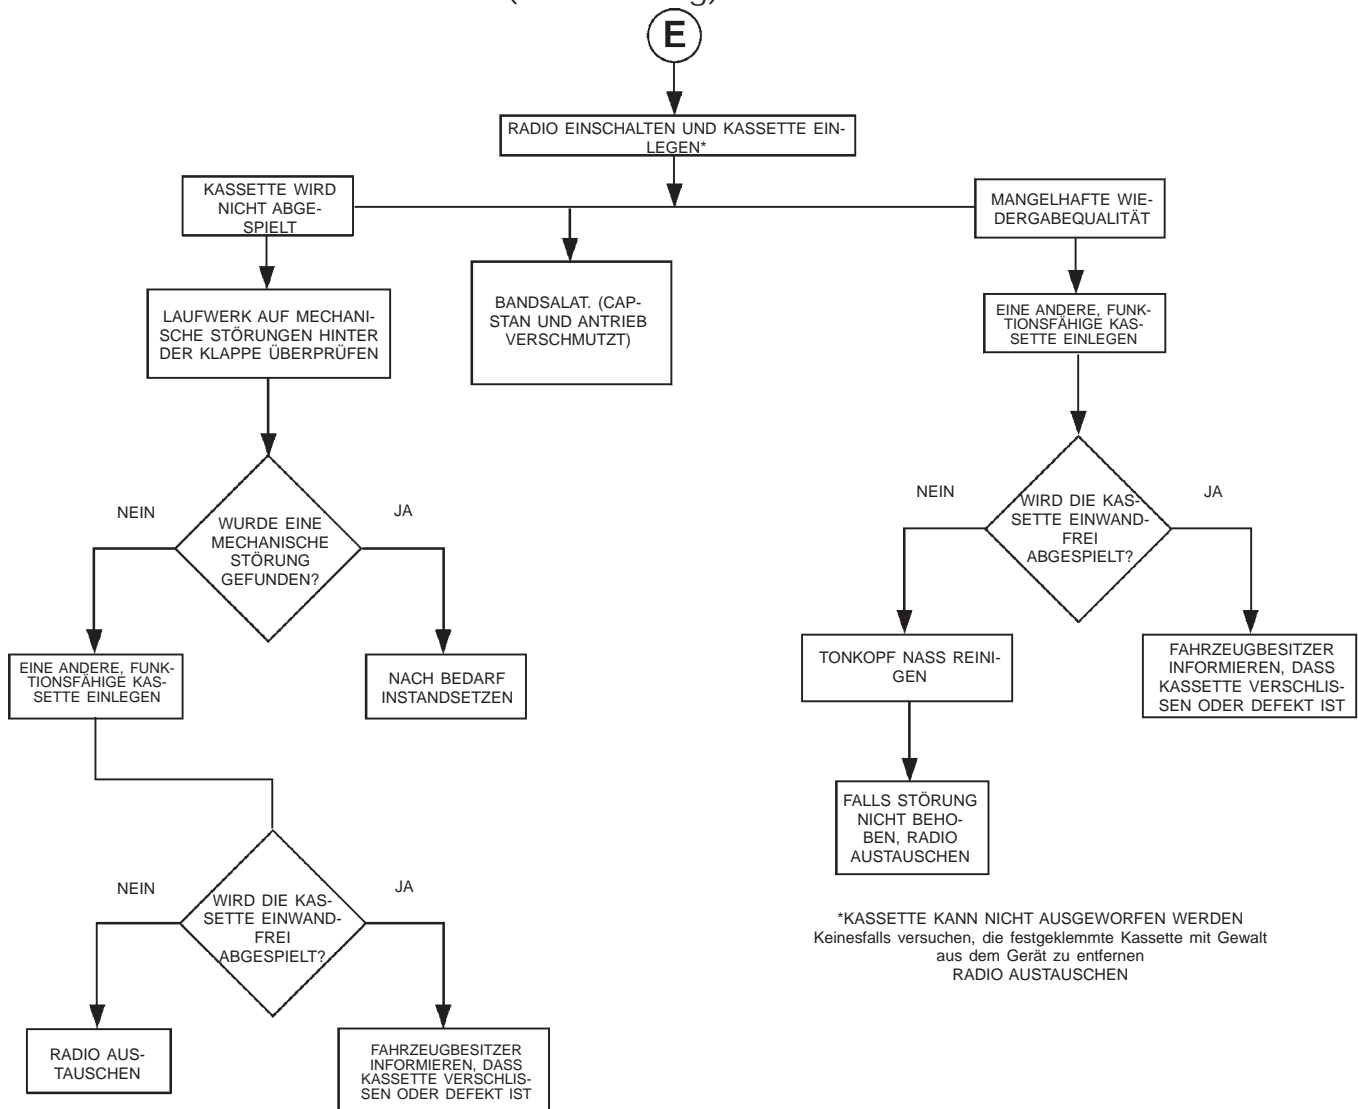 E
RADIO EINSCHALTEN UND KASSETTE EIN-
LEGEN*
KASSETTE WIRD
NICHT ABGE-
SPIELT
MANGELHAFTE WIE-
DERGABEQUALITÄT
BANDSALAT. (CAP-
STAN UND ANTRIEB
VERSCHMUTZT)
LAUFWERK AUF MECHANI-
SCHE STÖRUNGEN HINTER
DER KLAPPE ÜBERPRÜFEN
EINE ANDERE, FUNK-
TIONSFÄHIGE KAS-
SETTE EINLEGEN
NEIN
JA
WURDE EINE
MECHANISCHE
STÖRUNG
GEFUNDEN?
NEIN
JA
WIRD DIE KAS-
SETTE EINWAND-
FREI
ABGESPIELT?
EINE ANDERE, FUNK-
TIONSFÄHIGE KAS-
SETTE EINLEGEN
NACH BEDARF
INSTANDSETZEN
TONKOPF NASS REINI-
GEN
FAHRZEUGBESITZER
INFORMIEREN, DASS
KASSETTE VERSCHLIS-
SEN ODER DEFEKT IST
FALLS STÖRUNG
NICHT BEHO-
BEN, RADIO
AUSTAUSCHEN
NEIN
JA
WIRD DIE KAS-
SETTE EINWAND-
FREI
ABGESPIELT?
*KASSETTE KANN NICHT AUSGEWORFEN WERDEN
Keinesfalls versuchen, die festgeklemmte Kassette mit Gewalt
aus dem Gerät zu entfernen
RADIO AUSTAUSCHEN
RADIO AUS-
TAUSCHEN
FAHRZEUGBESITZER
INFORMIEREN, DASS
KASSETTE VERSCHLIS-
SEN ODER DEFEKT IST